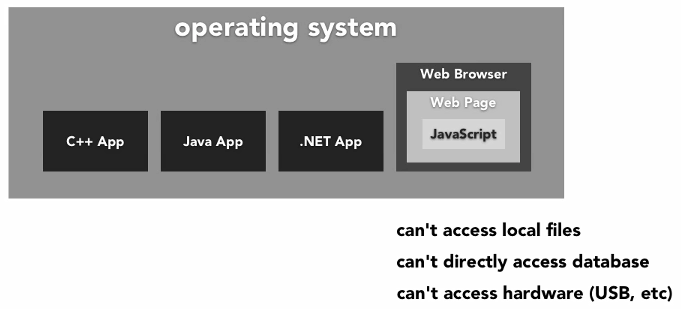 operating system
Web Browser
Web Page
C++ App
Java App
.NET App
JavaScript
can't access local files
can't directly access database
can't access hardware (USB, etc)